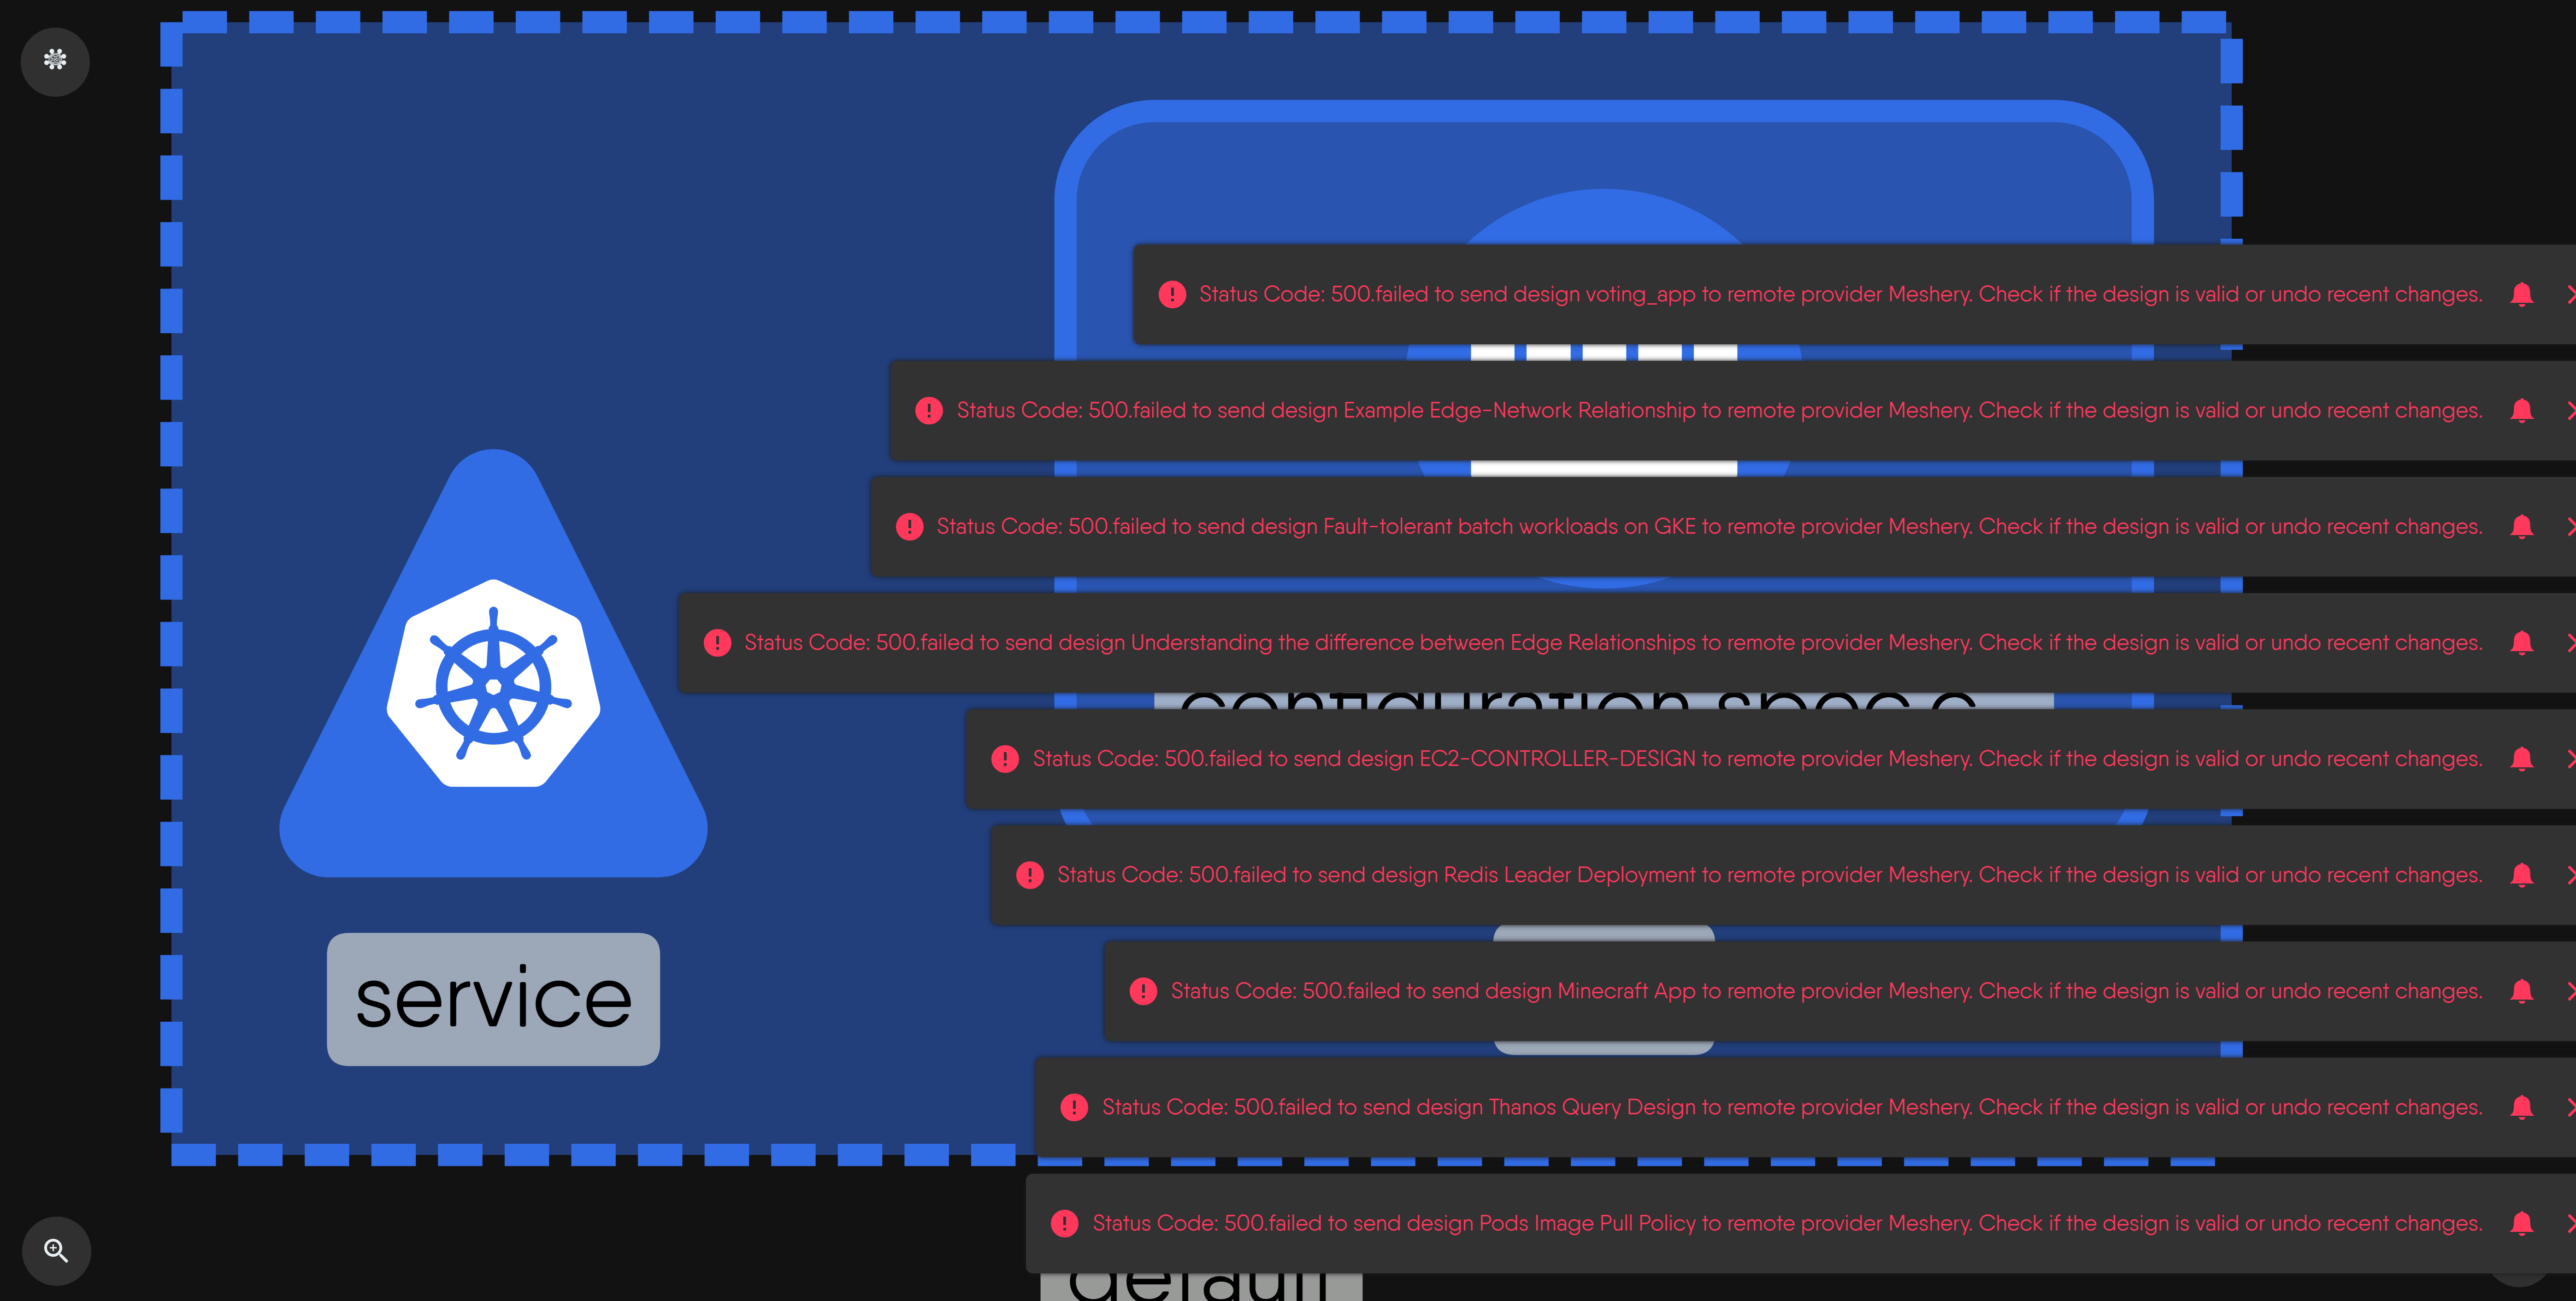 Status Code: 500.failed to send design voting_app to remote provider Meshery. Check if the design is valid or undo recent changes.
Status Code: 500.failed to send design Example Edge-Network Relationship to remote provider Meshery. Check if the design is valid or undo recent changes.
Status Code: 500.failed to send design Fault-tolerant batch workloads on GKE to remote provider Meshery. Check if the design is valid or undo recent changes.
Status Code: 500.failed to send design Understanding the difference between Edge Relationships to remote provider Meshery. Check if the design is valid or undo recent changes.
configuration spec c
Status Code: 500.failed to send design EC2-CONTROLLER-DESIGN to remote provider Meshery. Check if the design is valid or undo recent changes.
Status Code: 500.failed to send design Redis Leader Deployment to remote provider Meshery. Check if the design is valid or undo recent changes.
service
Status Code: 500.failed to send design Minecraft App to remote provider Meshery. Check if the design is valid or undo recent changes.
Status Code: 500.failed to send design Thanos Query Design to remote provider Meshery. Check if the design is valid or undo recent changes.
Status Code: 500.failed to send design Pods Image Pull Policy to remote provider Meshery. Check if the design is valid or undo recent changes.
default